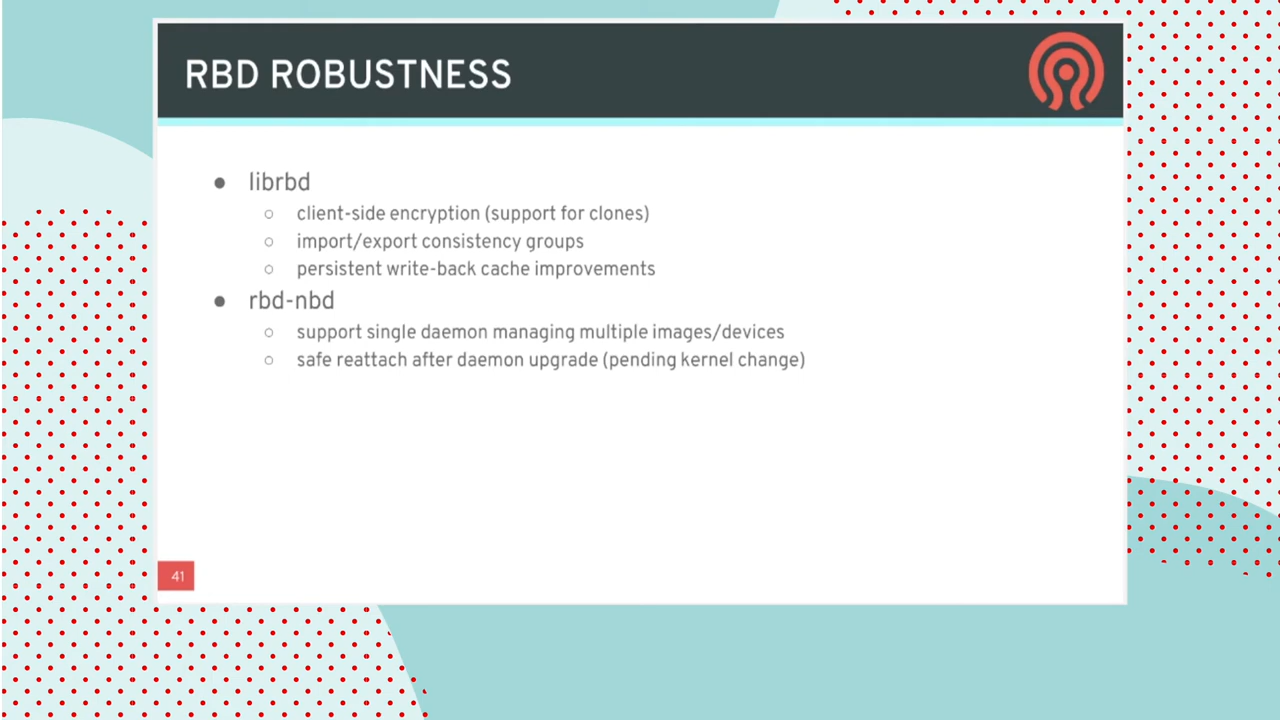 RBD ROBUSTNESS
● librbd
○ client-side encryption (support for clones)
○ import/export consistency groups
○ persistent write-back cache improvements
● rbd-nbd
○ support single daemon managing multiple images/devices
○ safe reattach after daemon upgrade (pending kernel change)
41